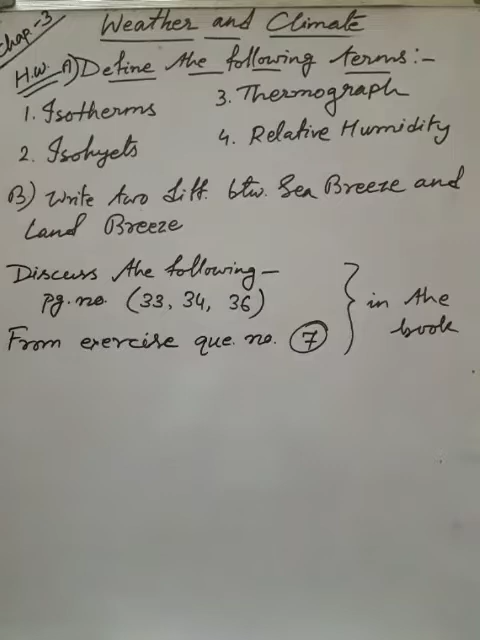 Chap-3
Weather and Climate
H.W. A) Define the following terms:-
1. Isotherms
2. Isohyets
3. Thermograph
4. Relative Humidity
B) Write two diff. btw. Sea Breeze and
Land Breeze
Discuss the following-
pg. no. (33, 34, 36)
From exercise que. no. 7
in the
book